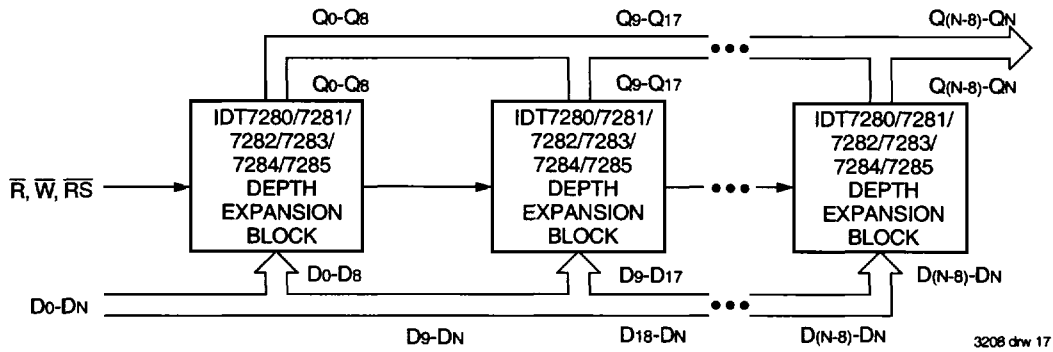 Q0-Q8 Q9-Q17 Q(N-8)-QN
Q0-Q8 Q9-Q17 Q(N-8)-QN
IDT7280/7281/
7282/7283/
7284/7285
DEPTH
EXPANSION
BLOCK
IDT7280/7281/
7282/7283/
7284/7285
DEPTH
EXPANSION
BLOCK
IDT7280/7281/
7282/7283/
7284/7285
DEPTH
EXPANSION
BLOCK
R̅, W̅, R̅S̅
D0-D8 D9-D17 D(N-8)-DN
D0-DN
D9-DN D18-DN D(N-8)-DN
3208 drw 17